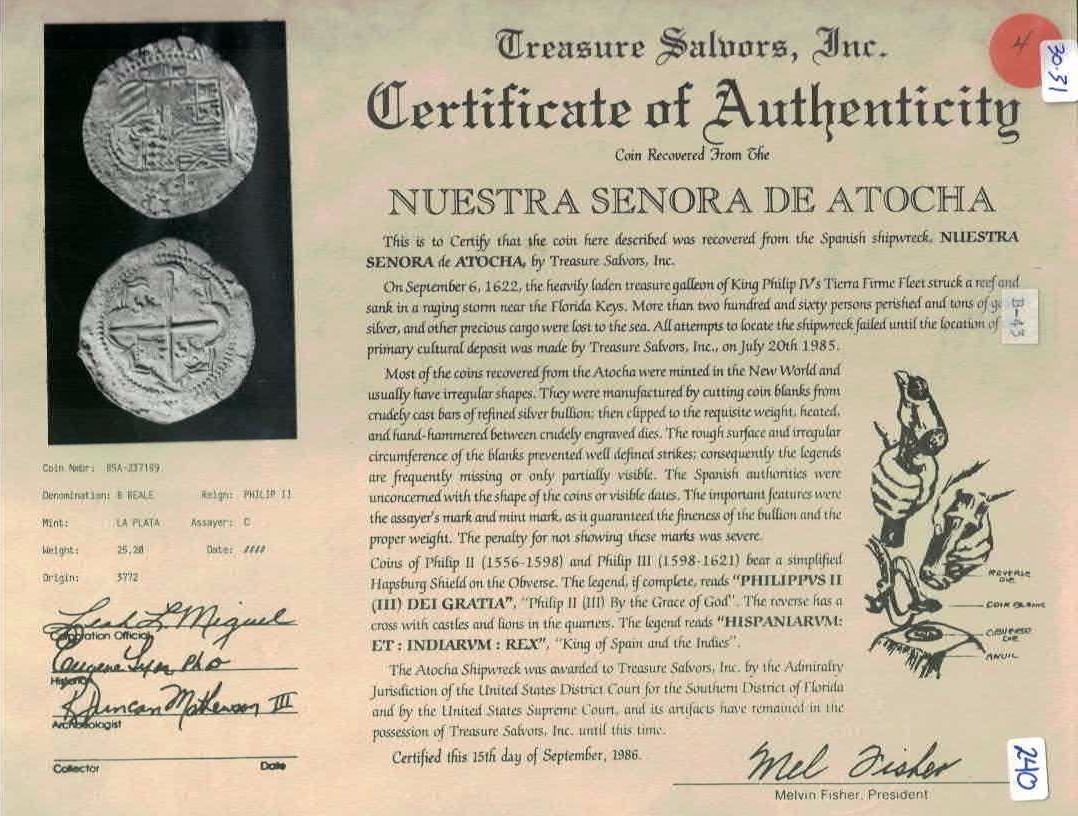 Treasure Salvors, Inc.
4
30-31
Certificate of Authenticity
Coin Recovered From The
NUESTRA SENORA DE ATOCHA
This is to Certify that the coin here described was recovered from the Spanish shipwreck, NUESTRA
SENORA de ATOCHA, by Treasure Salvors, Inc.
On September 6, 1622, the heavily laden treasure galleon of King Philip IV's Tierra Firme Fleet struck a reef and
sank in a raging storm near the Florida Keys. More than two hundred and sixty persons perished and tons of
silver, and other precious cargo were lost to the sea. All attempts to locate the shipwreck failed until the location of
primary cultural deposit was made by Treasure Salvors, Inc., on July 20th 1985.
B-43
Most of the coins recovered from the Atocha were minted in the New World and
usually have irregular shapes. They were manufactured by cutting coin blanks from
crudely cast bars of refined silver bullion; then clipped to the requisite weight, heated,
and hand-hammered between crudely engraved dies. The rough surface and irregular
circumference of the blanks prevented well defined strikes; consequently the legends
are frequently missing or only partially visible. The Spanish authorities were
unconcerned with the shape of the coins or visible dates. The important features were
the assayer's mark and mint mark, as it guaranteed the fineness of the bullion and the
proper weight. The penalty for not showing these marks was severe.
Coins of Philip II (1556-1598) and Philip III (1598-1621) bear a simplified
Hapsburg Shield on the Obverse. The legend, if complete, reads "PHILIPPVS II
(III) DEI GRATIA", "Philip II (III) By the Grace of God". The reverse has a
cross with castles and lions in the quarters. The legend reads "HISPANIARVM:
ET : INDIARVM : REX", "King of Spain and the Indies".
The Atocha Shipwreck was awarded to Treasure Salvors, Inc. by the Admiralty
Jurisdiction of the United States District Court for the Southern District of Florida
and by the United States Supreme Court, and its artifacts have remained in the
possession of Treasure Salvors, Inc. until this time.
Certified this 15th day of September, 1986.
REVERSE
DIE
COIN BLANK
OBVERSE
DIE
ANVIL
Coin Nmbr: 85A-237189
Denomination: 8 REALE Reign: PHILIP II
Mint: LA PLATA Assayer: C
Weight: 25.20 Date: ####
Origin: 3772
Leah L Miguel
Corporation Official
Eugene Lyon PhD
Historian
R Duncan Mathewson III
Archaeologist
Collector Date
Mel Fisher
Melvin Fisher, President
240